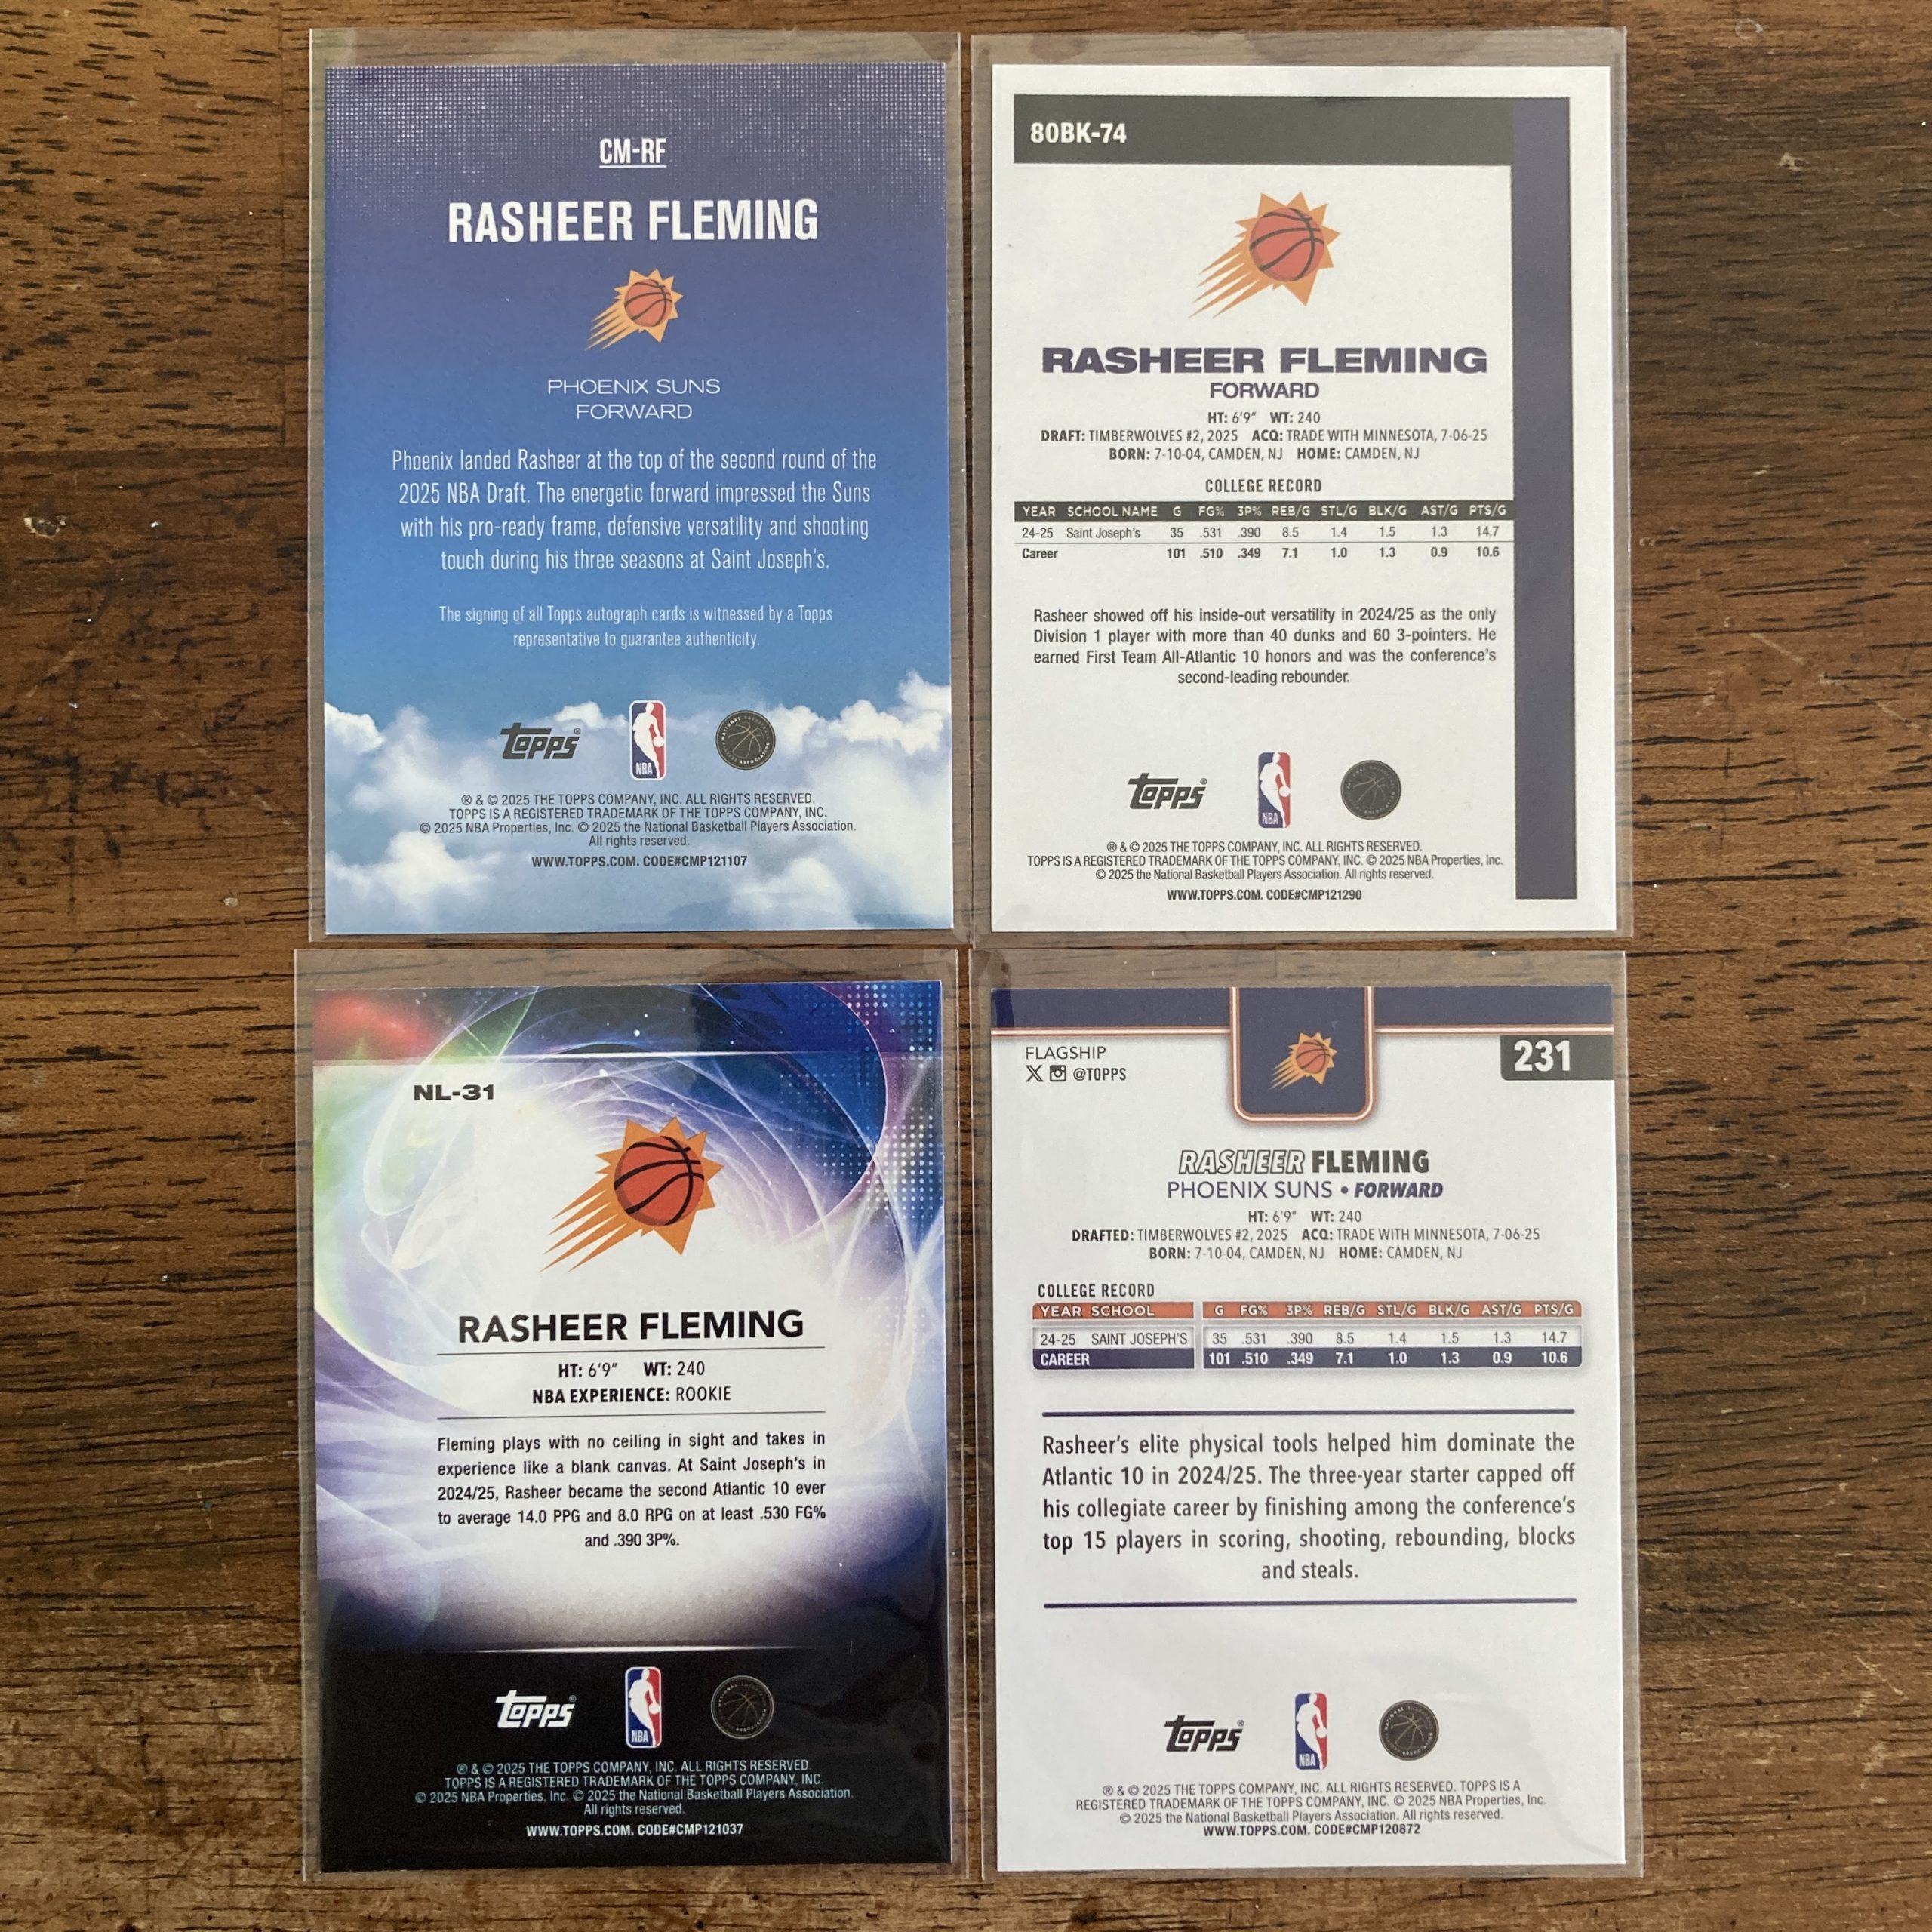 CM-RF
RASHEER FLEMING
PHOENIX SUNS
FORWARD
Phoenix landed Rasheer at the top of the second round of the
2025 NBA Draft. The energetic forward impressed the Suns
with his pro-ready frame, defensive versatility and shooting
touch during his three seasons at Saint Joseph's.
The signing of all Topps autograph cards is witnessed by a Topps
representative to guarantee authenticity.
Topps® NBA
® & © 2025 THE TOPPS COMPANY, INC. ALL RIGHTS RESERVED.
TOPPS IS A REGISTERED TRADEMARK OF THE TOPPS COMPANY, INC.
© 2025 NBA Properties, Inc. © 2025 the National Basketball Players Association.
All rights reserved.
WWW.TOPPS.COM. CODE#CMP121107
80BK-74
RASHEER FLEMING
FORWARD
HT: 6'9" WT: 240
DRAFT: TIMBERWOLVES #2, 2025 ACQ: TRADE WITH MINNESOTA, 7-06-25
BORN: 7-10-04, CAMDEN, NJ HOME: CAMDEN, NJ
COLLEGE RECORD
YEAR SCHOOL NAME G FG% 3P% REB/G STL/G BLK/G AST/G PTS/G
24-25 Saint Joseph's 35 .531 .390 8.5 1.4 1.5 1.3 14.7
Career 101 .510 .349 7.1 1.0 1.3 0.9 10.6
Rasheer showed off his inside-out versatility in 2024/25 as the only
Division 1 player with more than 40 dunks and 60 3-pointers. He
earned First Team All-Atlantic 10 honors and was the conference's
second-leading rebounder.
Topps® NBA
® & © 2025 THE TOPPS COMPANY, INC. ALL RIGHTS RESERVED.
TOPPS IS A REGISTERED TRADEMARK OF THE TOPPS COMPANY, INC. © 2025 NBA Properties, Inc.
© 2025 the National Basketball Players Association. All rights reserved.
WWW.TOPPS.COM. CODE#CMP121290
NL-31
RASHEER FLEMING
HT: 6'9" WT: 240
NBA EXPERIENCE: ROOKIE
Fleming plays with no ceiling in sight and takes in
experience like a blank canvas. At Saint Joseph's in
2024/25, Rasheer became the second Atlantic 10 ever
to average 14.0 PPG and 8.0 RPG on at least .530 FG%
and .390 3P%.
Topps® NBA
® & © 2025 THE TOPPS COMPANY, INC. ALL RIGHTS RESERVED.
TOPPS IS A REGISTERED TRADEMARK OF THE TOPPS COMPANY, INC.
© 2025 NBA Properties, Inc. © 2025 the National Basketball Players Association.
All rights reserved.
WWW.TOPPS.COM. CODE#CMP121037
FLAGSHIP
X @TOPPS
231
RASHEER FLEMING
PHOENIX SUNS • FORWARD
HT: 6'9" WT: 240
DRAFTED: TIMBERWOLVES #2, 2025 ACQ: TRADE WITH MINNESOTA, 7-06-25
BORN: 7-10-04, CAMDEN, NJ HOME: CAMDEN, NJ
COLLEGE RECORD
YEAR SCHOOL G FG% 3P% REB/G STL/G BLK/G AST/G PTS/G
24-25 SAINT JOSEPH'S 35 .531 .390 8.5 1.4 1.5 1.3 14.7
CAREER 101 .510 .349 7.1 1.0 1.3 0.9 10.6
Rasheer's elite physical tools helped him dominate the
Atlantic 10 in 2024/25. The three-year starter capped off
his collegiate career by finishing among the conference's
top 15 players in scoring, shooting, rebounding, blocks
and steals.
Topps® NBA
® & © 2025 THE TOPPS COMPANY, INC. ALL RIGHTS RESERVED. TOPPS IS A
REGISTERED TRADEMARK OF THE TOPPS COMPANY, INC. © 2025 NBA Properties, Inc.
© 2025 the National Basketball Players Association. All rights reserved.
WWW.TOPPS.COM. CODE#CMP120872